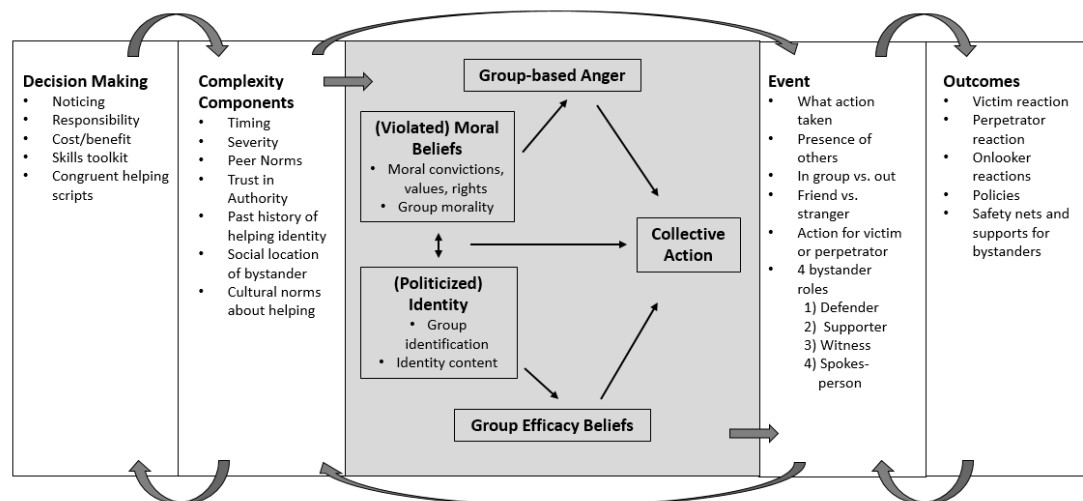 Decision Making
• Noticing
• Responsibility
• Cost/benefit
• Skills toolkit
• Congruent helping
scripts
Complexity
Components
• Timing
• Severity
• Peer Norms
• Trust in
Authority
• Past history of
helping identity
• Social location
of bystander
• Cultural norms
about helping
Group-based Anger
(Violated) Moral
Beliefs
• Moral convictions,
values, rights
• Group morality
Collective
Action
(Politicized)
Identity
• Group
identification
• Identity content
Group Efficacy Beliefs
Event
• What action
taken
• Presence of
others
• In group vs. out
• Friend vs.
stranger
• Action for victim
or perpetrator
• 4 bystander
roles
1) Defender
2) Supporter
3) Witness
4) Spokes-
person
Outcomes
• Victim reaction
• Perpetrator
reaction
• Onlooker
reactions
• Policies
• Safety nets and
supports for
bystanders